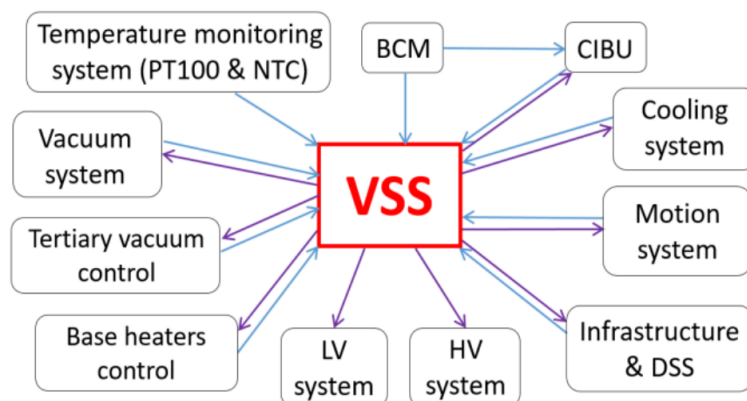 Temperature monitoring
system (PT100 & NTC)
BCM
CIBU
Vacuum
system
Cooling
system
VSS
Tertiary vacuum
control
Motion
system
Base heaters
control
LV
system
HV
system
Infrastructure
& DSS